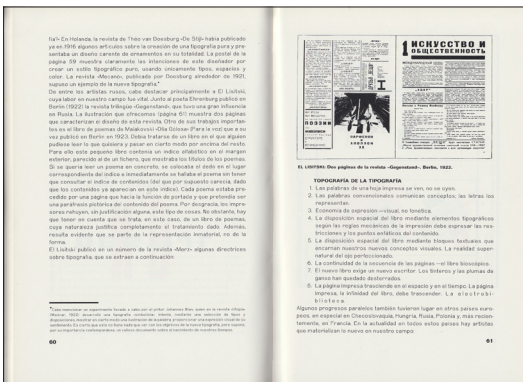 fía?» En Holanda, la revista de Theo van Doesburg «De Stijl» había publicado
ya es 1916 algunos artículos sobre la creación de una tipografía pura y pre-
sentaba un diseño carente de ornamentos en su totalidad. La postal de la
página 59 muestra claramente las intenciones de este diseñador por
crear un estilo tipográfico puro, usando únicamente tipos, espacios y
color. La revista «Mecano», publicada por Doesburg alrededor de 1921,
supuso un ejemplo de la nueva tipografía.*
De entre los artistas rusos, cabe destacar principalmente a El Lisitski,
cuya labor en nuestro campo fue vital. Junto al poeta Ehrenburg publicó en
Berlín (1922) la revista trilingüe «Gegenstand», que tuvo una gran influencia
en Rusia. La ilustración que ofrecemos (página 61) muestra dos páginas
que caracterizan el diseño de esta revista. Otro de sus trabajos importan-
tes es el libro de poemas de Maiakovski «Dlia Golosa» (Para la voz) que a su
vez publicó en Berlín en 1923. Debía tratarse de un libro en el que alguien
pudiese leer lo que quisiera y pasar en cierto modo por encima del resto.
Para ello este pequeño libro contenía un índice alfabético en el margen
exterior, parecido al de un fichero, que mostraba los títulos de los poemas.
Si se quería leer un poema en concreto, se colocaba el dedo en el lugar
correspondiente del índice e inmediatamente se hallaba el poema sin tener
que consultar el índice de contenidos (del que por supuesto carecía, dado
que los contenidos ya aparecían en este índice). Cada poema estaba pre-
cedido por una página que hacía la función de portada y que pretendía ser
una paráfrasis pictórica del contenido del poema. Por desgracia, los impre-
sores rehúyen, sin justificación alguna, este tipo de cosas. No obstante, hay
que tener en cuenta que se trata, en este caso, de un libro de poemas,
cuya naturaleza justifica completamente el tratamiento dado. Además,
resulta evidente que se parte de la representación inmaterial, no de la
forma.
El Lisitski publicó en un número de la revista «Merz» algunas directrices
sobre tipografía, que se extraen a continuación:
60
1 ИСКУССТВО И
ОБЩЕСТВЕННОСТЬ
EL LISITSKI: Dos páginas de la revista «Gegenstand». Berlín, 1922.
TOPOGRAFÍA DE LA TIPOGRAFÍA
1. Las palabras de una hoja impresa se ven, no se oyen.
2. Las palabras convencionales comunican conceptos; las letras los
representan.
3. Economía de expresión —visual, no fonética.
4. La disposición espacial del libro mediante elementos tipográficos
según las reglas mecánicas de la impresión debe expresar las res-
tricciones y los puntos enfáticos del contenido.
5. La disposición espacial del libro mediante bloques textuales que
encarnan nuestros nuevos conceptos visuales. La realidad super-
natural del ojo perfeccionado.
6. La continuidad de la secuencia de las páginas —el libro bioscópico.
7. El nuevo libro exige un nuevo escritor. Los tinteros y las plumas de
ganso han quedado desterrados.
8. La página impresa trasciende en el espacio y en el tiempo. La página
impresa, la infinidad del libro, debe trascender. La electrobi-
blioteca.
Algunos progresos paralelos también tuvieron lugar en otros países euro-
peos, en especial en Checoslovaquia, Hungría, Rusia, Polonia y, más recien-
temente, en Francia. En la actualidad en todos estos países hay artistas
que materializan lo nuevo en nuestro campo.
61